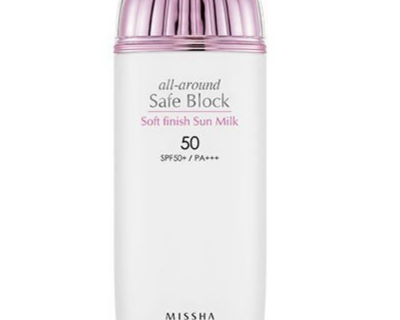 all-around
Safe Block
Soft finish Sun Milk
50
SPF50+ / PA+++
MISSHA